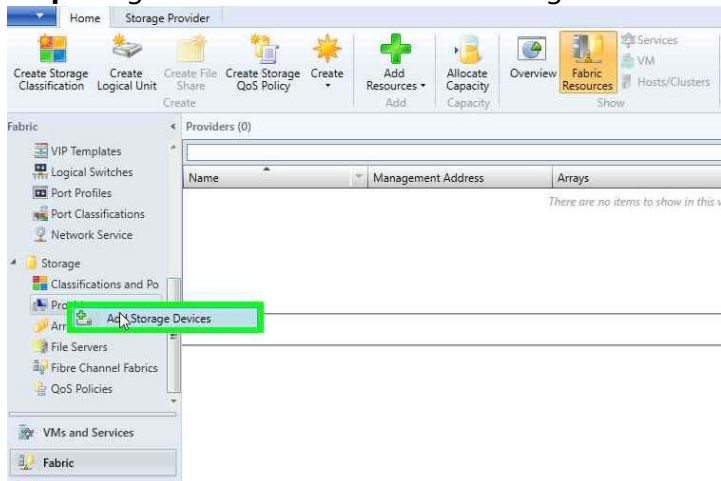 Home Storage Provider
Create Storage Classification
Create Logical Unit
Create File Share
Create Storage QoS Policy
Create
Create
Add Resources
Add
Allocate Capacity
Capacity
Overview
Fabric Resources
Services
VM
Hosts/Clusters
Show
Fabric
Providers (0)
VIP Templates
Logical Switches
Name Management Address Arrays
Port Profiles
There are no items to show in this
Port Classifications
Network Service
Storage
Classifications and Po
Add Storage Devices
Arr
File Servers
Fibre Channel Fabrics
QoS Policies
VMs and Services
Fabric